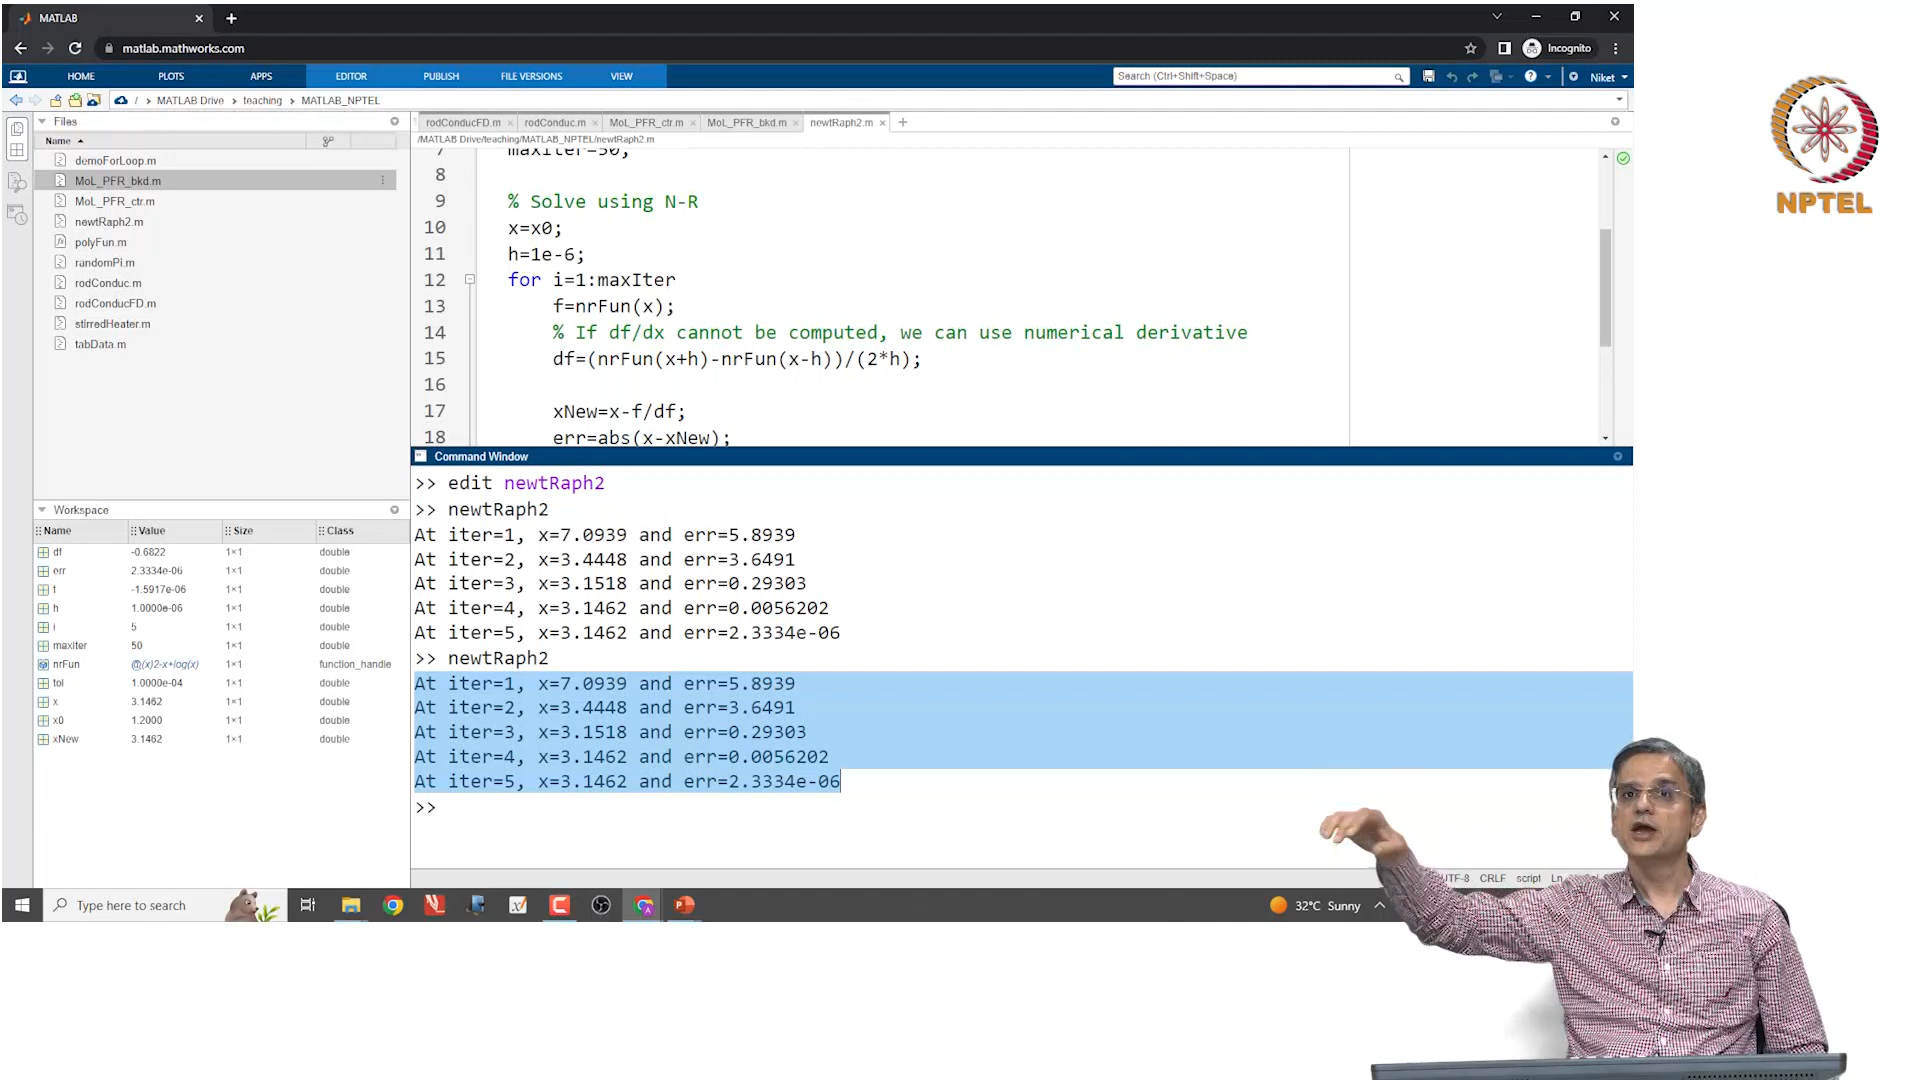 MATLAB
matlab.mathworks.com
Incognito
HOME PLOTS APPS EDITOR PUBLISH FILE VERSIONS VIEW
Search (Ctrl+Shift+Space)
Niket
/ > MATLAB Drive > teaching > MATLAB_NPTEL
Files
Name
demoForLoop.m
MoL_PFR_bkd.m
MoL_PFR_ctr.m
newtRaph2.m
polyFun.m
randomPi.m
rodConduc.m
rodConducFD.m
stirredHeater.m
tabData.m
rodConducFD.m rodConduc.m MoL_PFR_ctr.m MoL_PFR_bkd.m newtRaph2.m
/MATLAB Drive/teaching/MATLAB_NPTEL/newtRaph2.m
7 maxIter=50;
8
9 % Solve using N-R
10 x=x0;
11 h=1e-6;
12 for i=1:maxIter
13 f=nrFun(x);
14 % If df/dx cannot be computed, we can use numerical derivative
15 df=(nrFun(x+h)-nrFun(x-h))/(2*h);
16
17 xNew=x-f/df;
18 err=abs(x-xNew);
Command Window
>> edit newtRaph2
>> newtRaph2
At iter=1, x=7.0939 and err=5.8939
At iter=2, x=3.4448 and err=3.6491
At iter=3, x=3.1518 and err=0.29303
At iter=4, x=3.1462 and err=0.0056202
At iter=5, x=3.1462 and err=2.3334e-06
>> newtRaph2
At iter=1, x=7.0939 and err=5.8939
At iter=2, x=3.4448 and err=3.6491
At iter=3, x=3.1518 and err=0.29303
At iter=4, x=3.1462 and err=0.0056202
At iter=5, x=3.1462 and err=2.3334e-06
>>
Workspace
Name Value Size Class
df -0.6822 1×1 double
err 2.3334e-06 1×1 double
f -1.5917e-06 1×1 double
h 1.0000e-06 1×1 double
i 5 1×1 double
maxIter 50 1×1 double
nrFun @(x)2-x+log(x) 1×1 function_handle
tol 1.0000e-04 1×1 double
x 3.1462 1×1 double
x0 1.2000 1×1 double
xNew 3.1462 1×1 double
UTF-8 CRLF script Ln
Type here to search
32°C Sunny
NPTEL